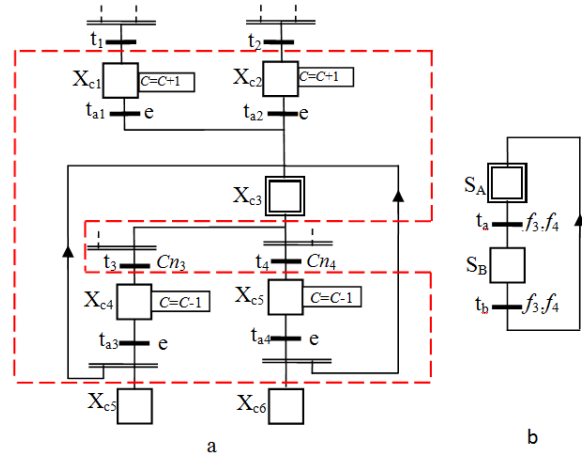 t1 t2
Xc1 C=C+1 Xc2 C=C+1
ta1 e ta2 e
Xc3
SA
ta f3,f4
t3 Cn3 t4 Cn4
SB
Xc4 C=C-1 Xc5 C=C-1
tb f3,f4
ta3 e ta4 e
Xc5 Xc6
a b